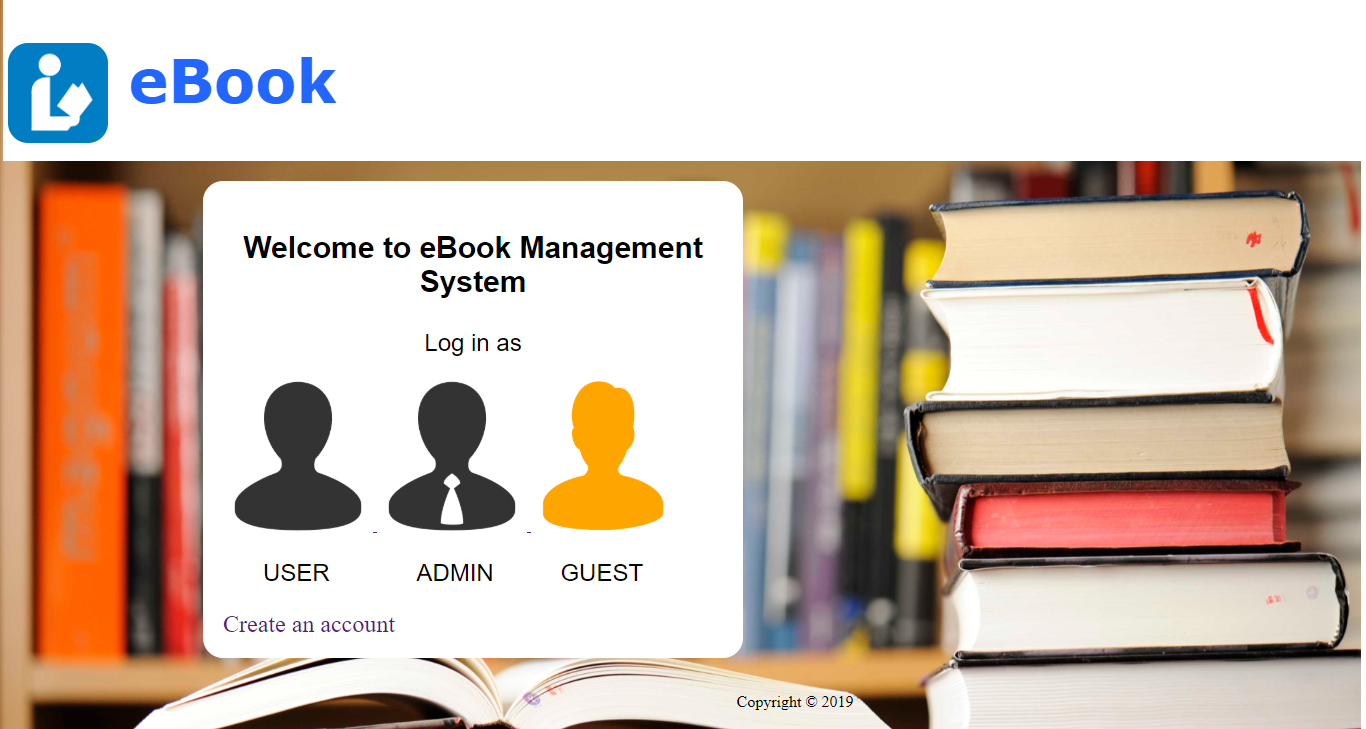 eBook
Welcome to eBook Management
System
Log in as
USER ADMIN GUEST
Create an account
Copyright © 2019